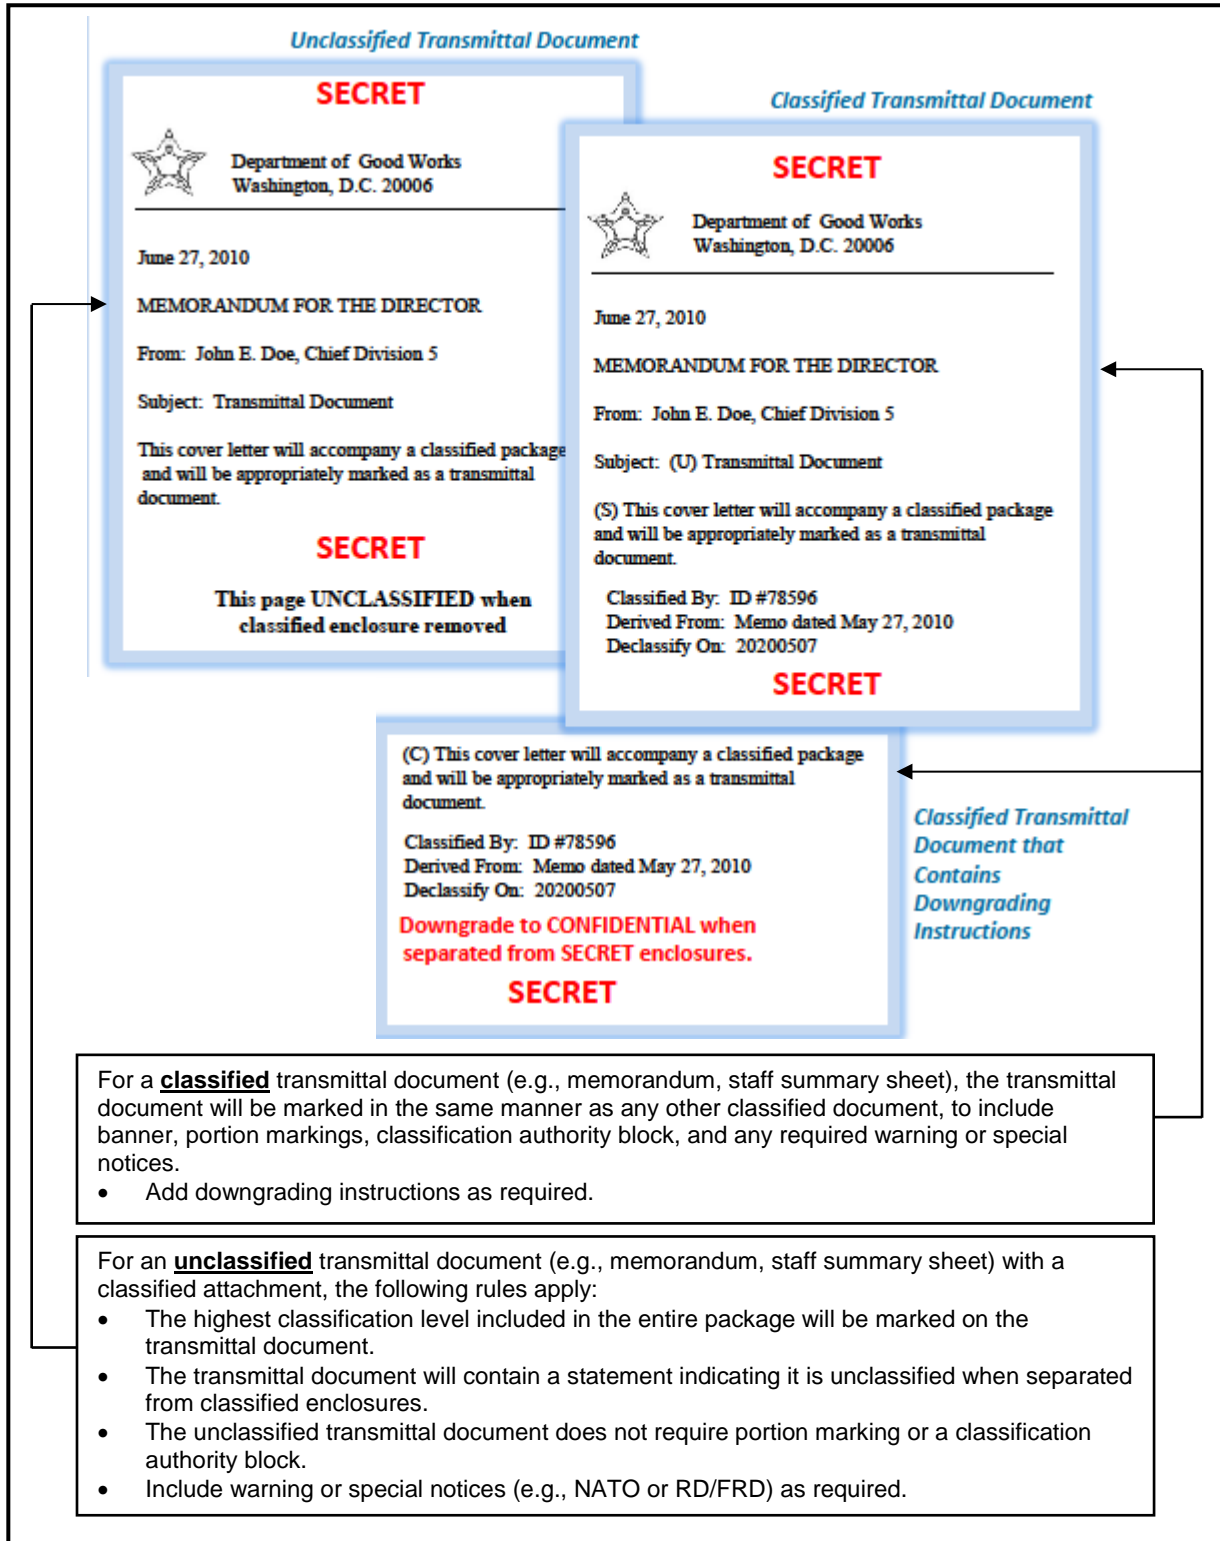 Unclassified Transmittal Document
SECRET
Department of Good Works
Washington, D.C. 20006
June 27, 2010
MEMORANDUM FOR THE DIRECTOR
From: John E. Doe, Chief Division 5
Subject: Transmittal Document
This cover letter will accompany a classified package
and will be appropriately marked as a transmittal
document.
SECRET
This page UNCLASSIFIED when
classified enclosure removed
Classified Transmittal Document
SECRET
Department of Good Works
Washington, D.C. 20006
June 27, 2010
MEMORANDUM FOR THE DIRECTOR
From: John E. Doe, Chief Division 5
Subject: (U) Transmittal Document
(S) This cover letter will accompany a classified package
and will be appropriately marked as a transmittal
document.
Classified By: ID #78596
Derived From: Memo dated May 27, 2010
Declassify On: 20200507
SECRET
(C) This cover letter will accompany a classified package
and will be appropriately marked as a transmittal
document.
Classified By: ID #78596
Derived From: Memo dated May 27, 2010
Declassify On: 20200507
Downgrade to CONFIDENTIAL when
separated from SECRET enclosures.
SECRET
Classified Transmittal
Document that
Contains
Downgrading
Instructions
For a classified transmittal document (e.g., memorandum, staff summary sheet), the transmittal
document will be marked in the same manner as any other classified document, to include
banner, portion markings, classification authority block, and any required warning or special
notices.
• Add downgrading instructions as required.
For an unclassified transmittal document (e.g., memorandum, staff summary sheet) with a
classified attachment, the following rules apply:
• The highest classification level included in the entire package will be marked on the
transmittal document.
• The transmittal document will contain a statement indicating it is unclassified when separated
from classified enclosures.
• The unclassified transmittal document does not require portion marking or a classification
authority block.
• Include warning or special notices (e.g., NATO or RD/FRD) as required.